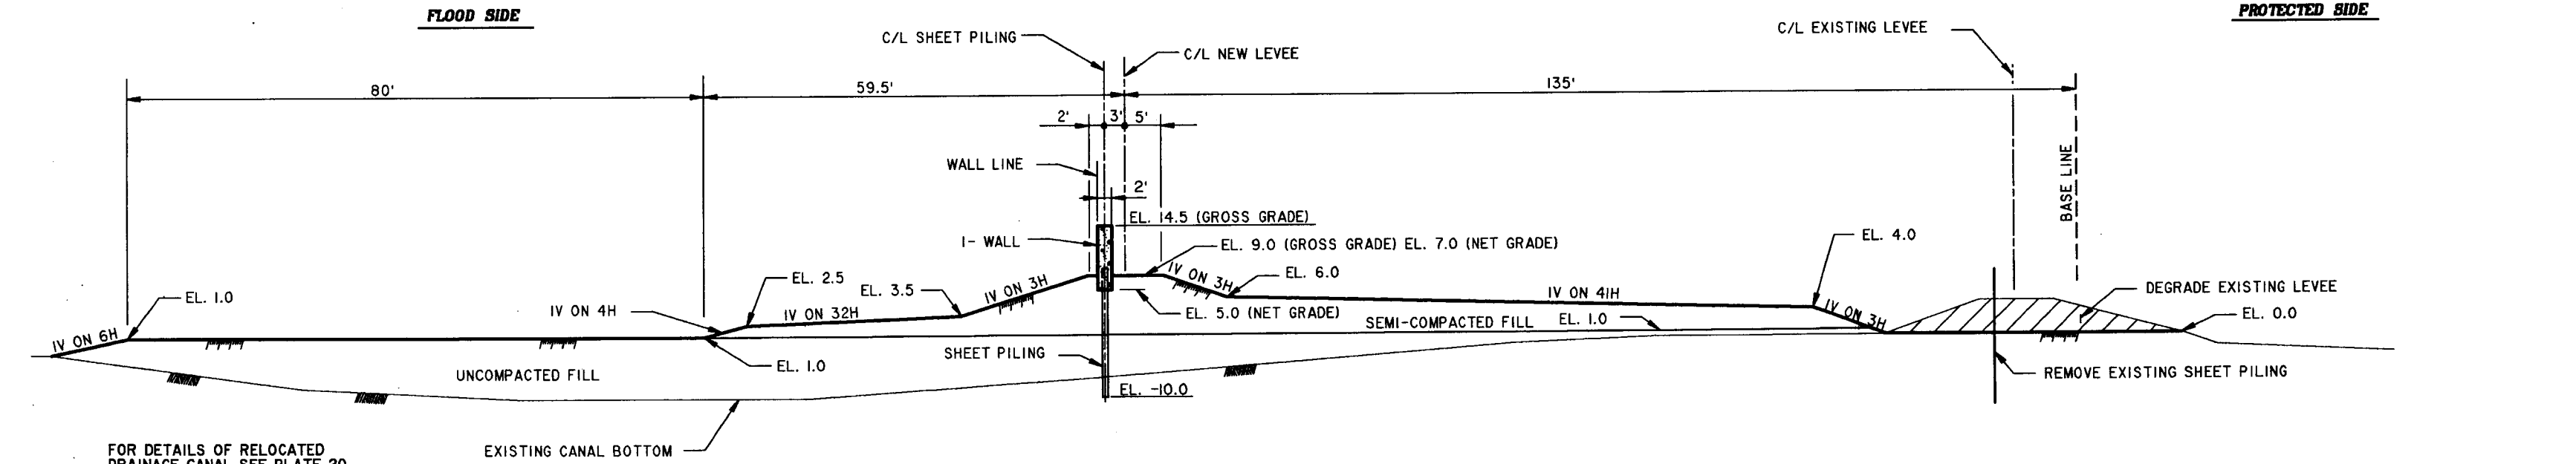 FLOOD SIDE
PROTECTED SIDE
C/L SHEET PILING
C/L NEW LEVEE
C/L EXISTING LEVEE
80'
59.5'
135'
2'
3'
5'
WALL LINE
2'
BASE LINE
EL. 14.5 (GROSS GRADE)
I- WALL
EL. 9.0 (GROSS GRADE) EL. 7.0 (NET GRADE)
EL. 4.0
EL. 1.0
EL. 2.5
EL. 3.5
IV ON 3H
IV ON 3H
EL. 6.0
IV ON 41H
DEGRADE EXISTING LEVEE
IV ON 6H
IV ON 4H
IV ON 32H
EL. 5.0 (NET GRADE)
SEMI-COMPACTED FILL
EL. 1.0
IV ON 3H
EL. 0.0
SHEET PILING
EL. 1.0
UNCOMPACTED FILL
REMOVE EXISTING SHEET PILING
EL. -10.0
EXISTING CANAL BOTTOM
FOR DETAILS OF RELOCATED
DRAINAGE CANAL SEE PLATE 20